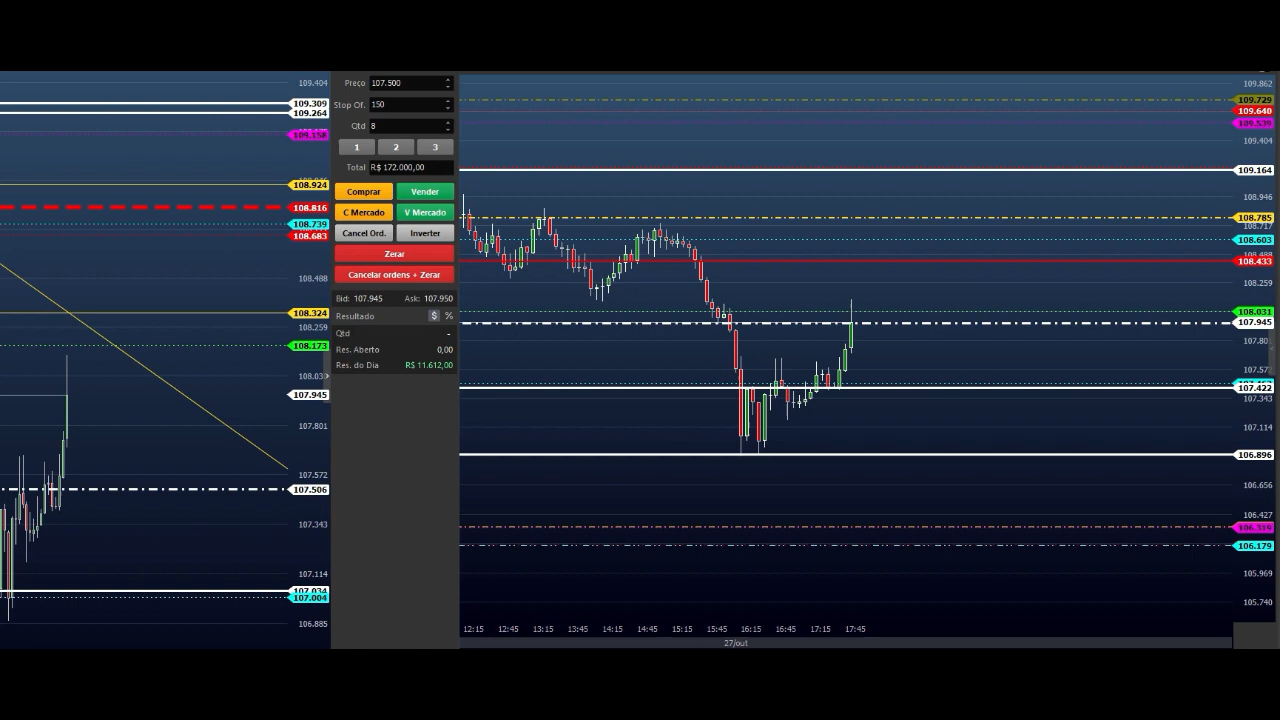 109.404
109.309
109.264
109.158
108.924
108.816
108.739
108.683
108.488
108.324
108.259
108.173
108.03
107.945
107.801
107.572
107.506
107.343
107.114
107.034
107.004
106.885
Preço 107.500
Stop Of. 150
Qtd 8
1 2 3
Total R$ 172.000,00
Comprar Vender
C Mercado V Mercado
Cancel Ord. Inverter
Zerar
Cancelar ordens + Zerar
Bid: 107.945 Ask: 107.950
Resultado $ %
Qtd -
Res. Aberto 0,00
Res. do Dia R$ 11.612,00
109.862
109.729
109.640
109.539
109.404
109.164
108.946
108.785
108.717
108.603
108.488
108.433
108.259
108.031
107.945
107.801
107.572
107.422
107.343
107.114
106.896
106.656
106.427
106.319
106.179
105.969
105.740
12:15 12:45 13:15 13:45 14:15 14:45 15:15 15:45 16:15 16:45 17:15 17:45
27/out